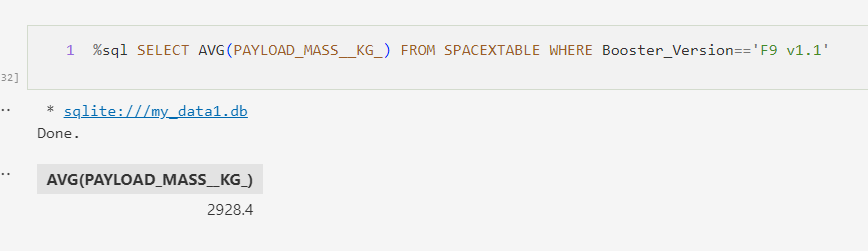 1 %sql SELECT AVG(PAYLOAD_MASS__KG_) FROM SPACEXTABLE WHERE Booster_Version=='F9 v1.1'
32]
.. * sqlite:///my_data1.db
Done.
.. AVG(PAYLOAD_MASS__KG_)
2928.4